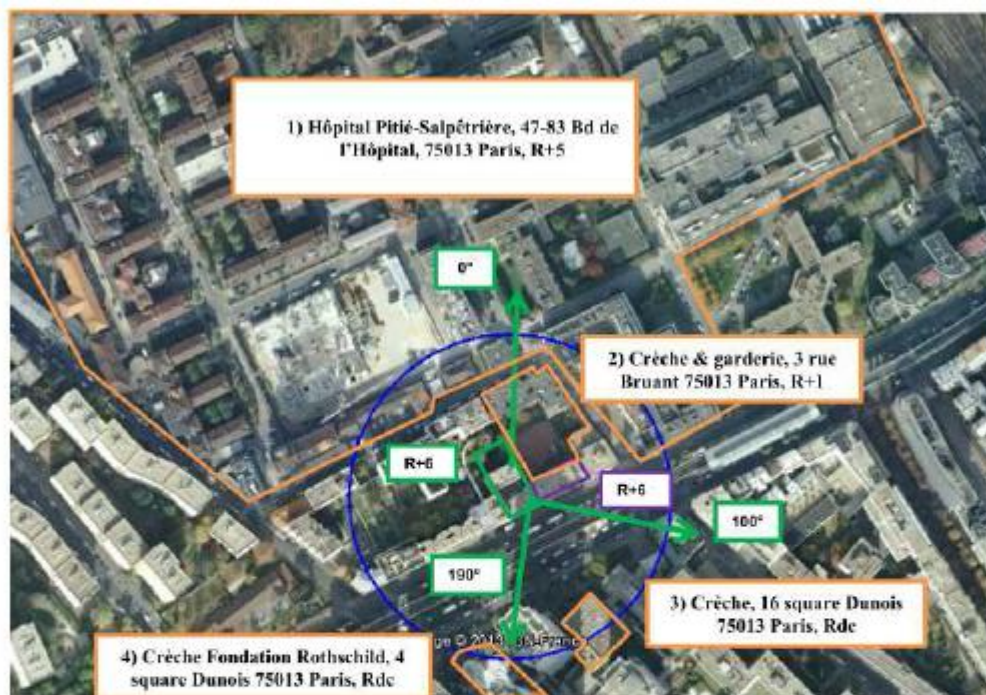 1) Hôpital Pitié-Salpêtrière, 47-83 Bd de
l'Hôpital, 75013 Paris, R+5
0°
2) Crèche & garderie, 3 rue
Bruant 75013 Paris, R+1
R+6
R+6
100°
190°
3) Crèche, 16 square Dunois
75013 Paris, Rdc
4) Crèche Fondation Rothschild, 4
square Dunois 75013 Paris, Rdc